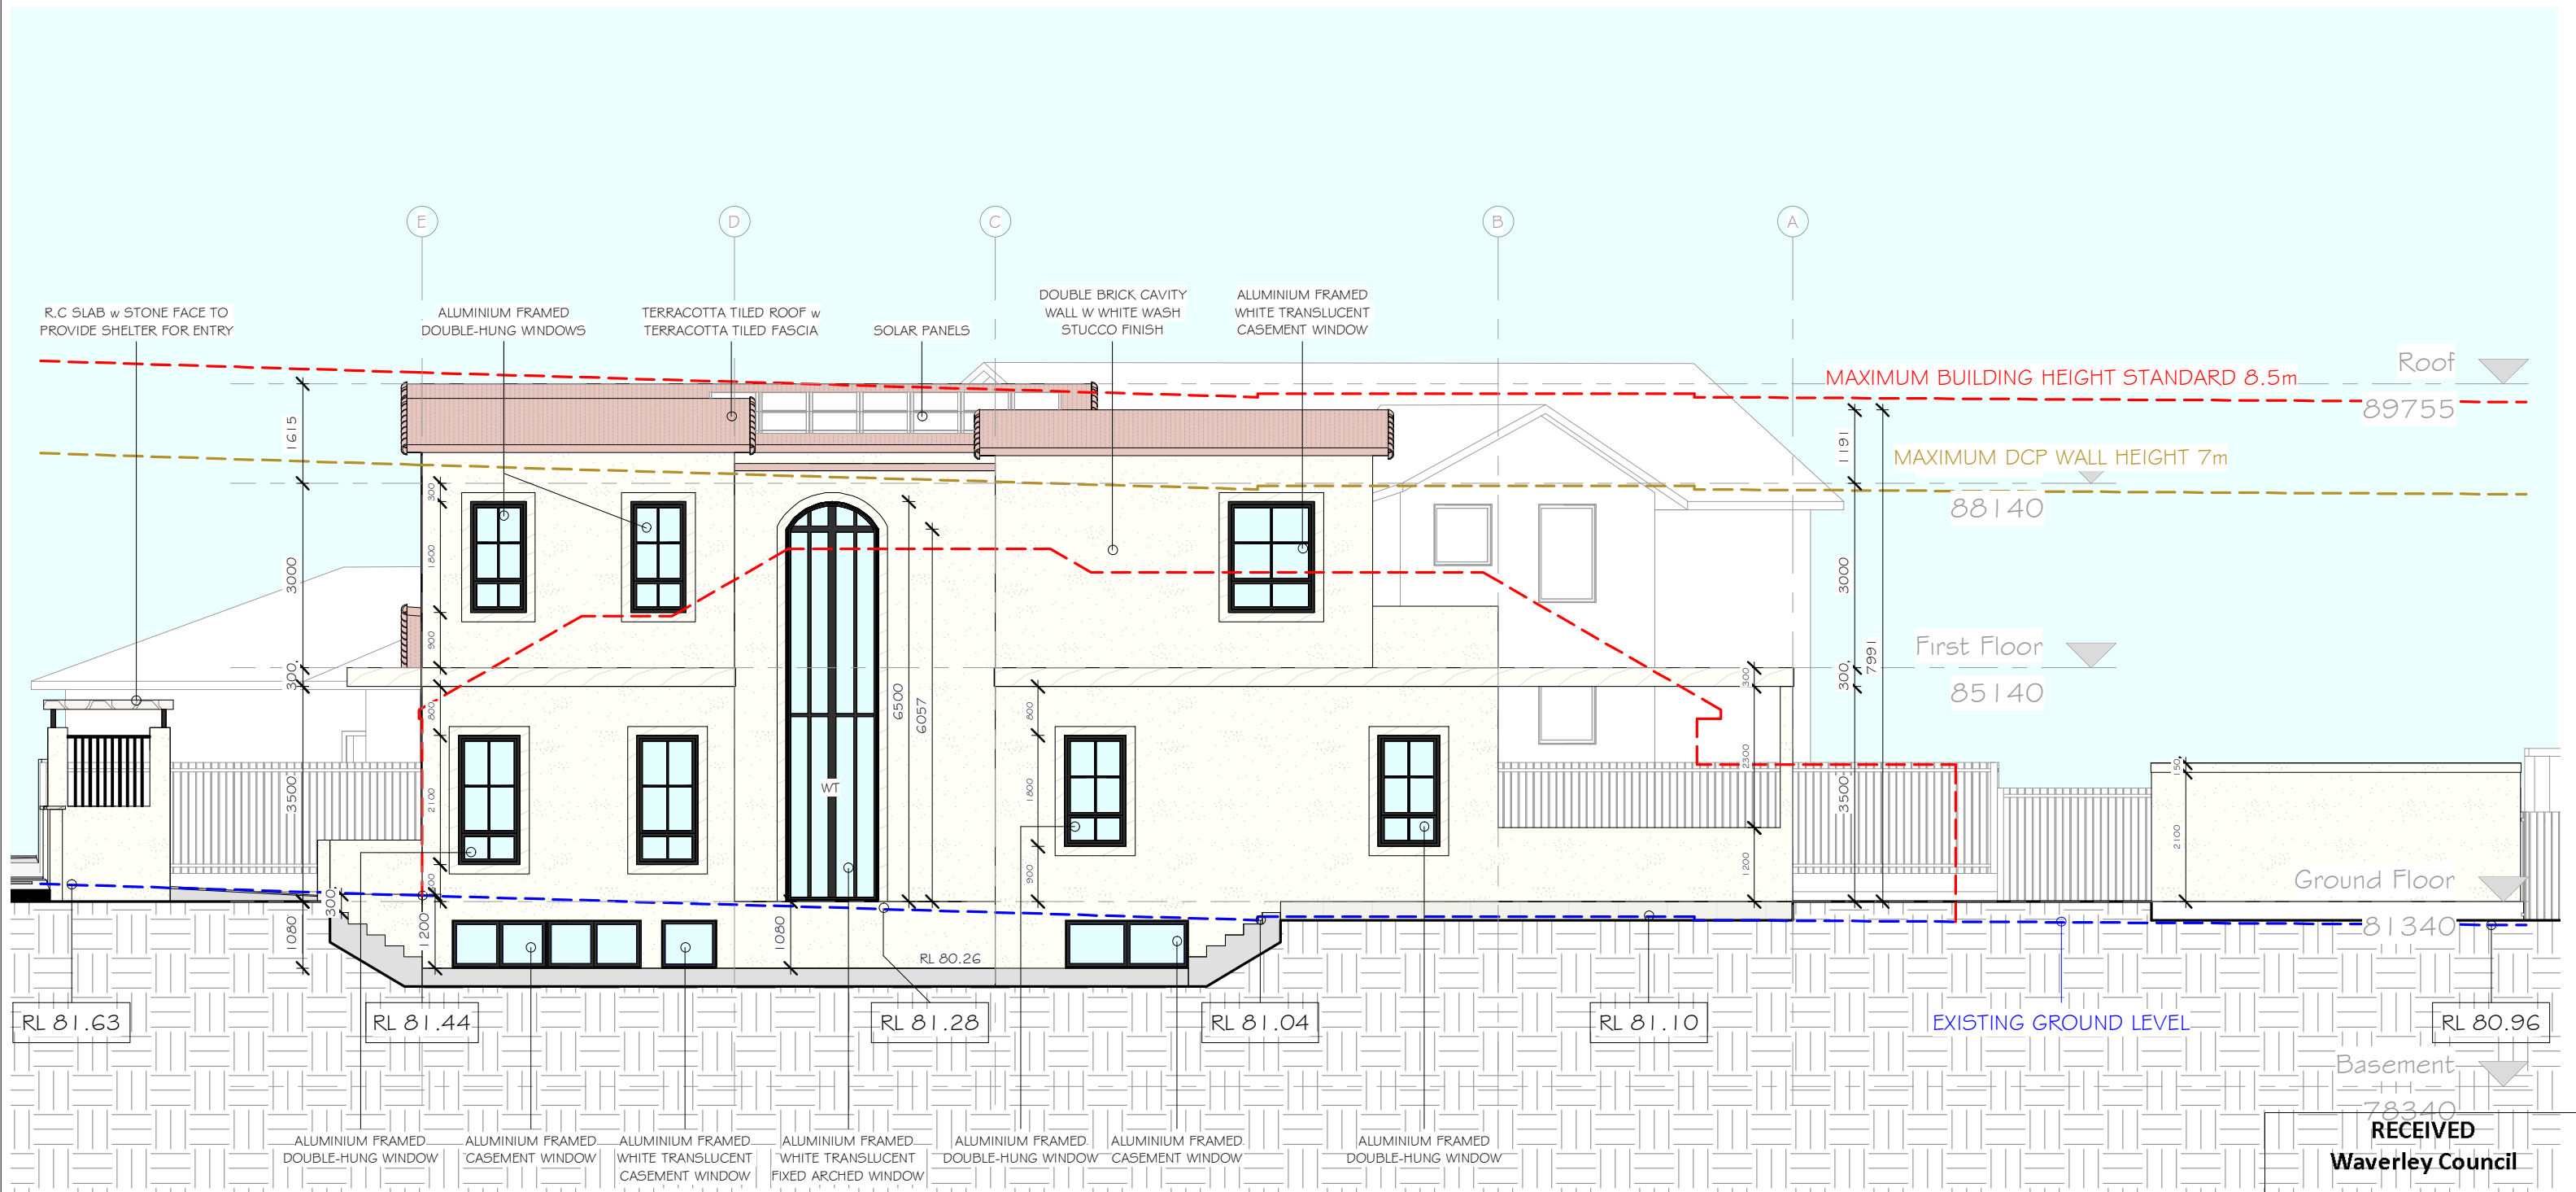 E
D
C
B
A
R.C SLAB w STONE FACE TO
PROVIDE SHELTER FOR ENTRY
ALUMINIUM FRAMED
DOUBLE-HUNG WINDOWS
TERRACOTTA TILED ROOF w
TERRACOTTA TILED FASCIA
SOLAR PANELS
DOUBLE BRICK CAVITY
WALL W WHITE WASH
STUCCO FINISH
ALUMINIUM FRAMED
WHITE TRANSLUCENT
CASEMENT WINDOW
Roof
89755
MAXIMUM BUILDING HEIGHT STANDARD 8.5m
MAXIMUM DCP WALL HEIGHT 7m
88140
First Floor
85140
Ground Floor
81340
Basement
78340
1615
3000
300
3500
1080
300
1200
300
1800
900
800
2100
1080
6500
6057
WT
800
1800
900
300
2300
1200
1191
3000
300
3500
7991
150
2100
RL 80.26
RL 81.63
RL 81.44
RL 81.28
RL 81.04
RL 81.10
EXISTING GROUND LEVEL
RL 80.96
ALUMINIUM FRAMED
DOUBLE-HUNG WINDOW
ALUMINIUM FRAMED
CASEMENT WINDOW
ALUMINIUM FRAMED
WHITE TRANSLUCENT
CASEMENT WINDOW
ALUMINIUM FRAMED
WHITE TRANSLUCENT
FIXED ARCHED WINDOW
ALUMINIUM FRAMED
DOUBLE-HUNG WINDOW
ALUMINIUM FRAMED
CASEMENT WINDOW
ALUMINIUM FRAMED
DOUBLE-HUNG WINDOW
RECEIVED
Waverley Council